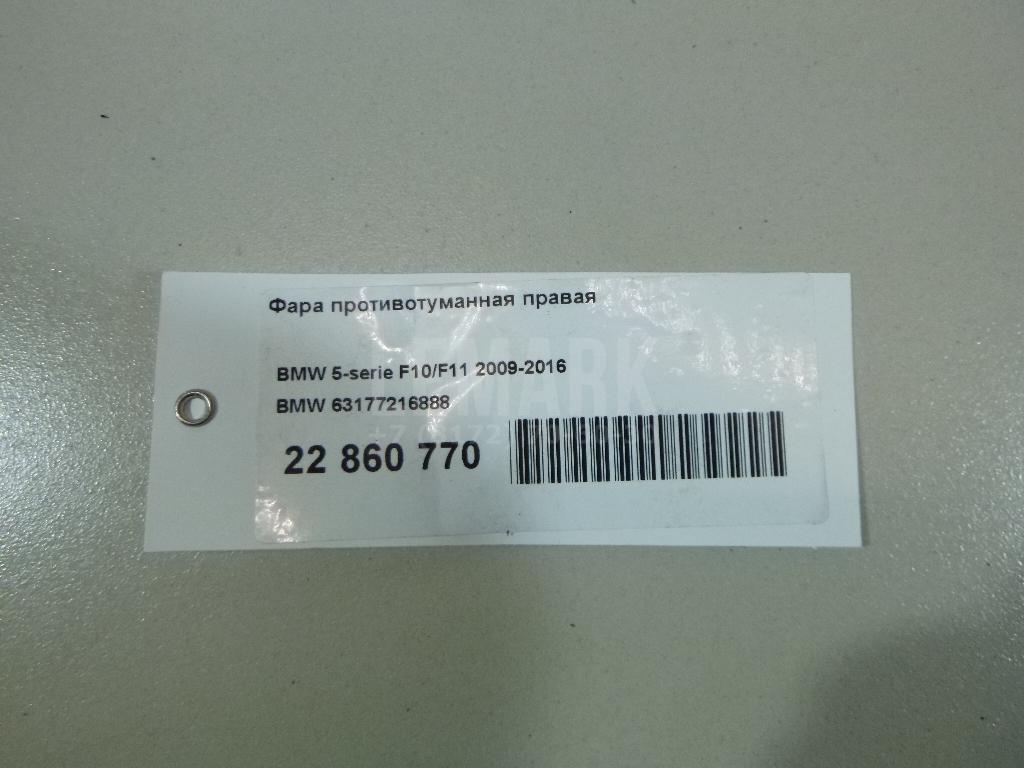 Фара противотуманная правая
BMW 5-serie F10/F11 2009-2016
BMW 63177216888
22 860 770